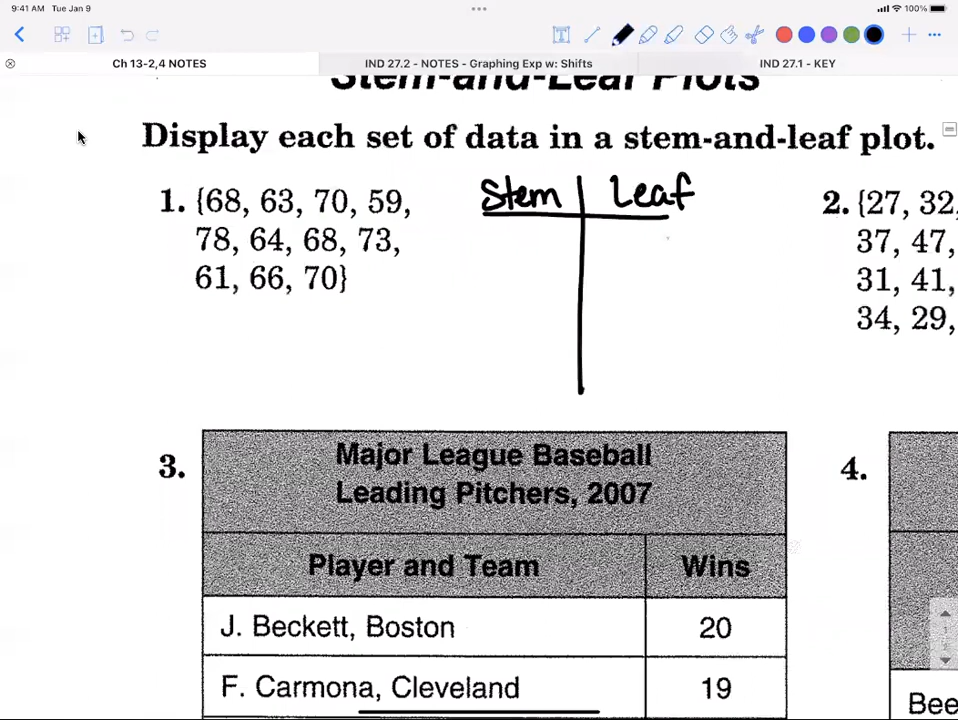 9:41 AM Tue Jan 9
100%
Ch 13-2,4 NOTES
IND 27.2 - NOTES - Graphing Exp w: Shifts
IND 27.1 - KEY
Stem-and-Leaf Plots
Display each set of data in a stem-and-leaf plot.
1. {68, 63, 70, 59,
78, 64, 68, 73,
61, 66, 70}
Stem Leaf
2. {27, 32,
37, 47,
31, 41,
34, 29,
3.
Major League Baseball
Leading Pitchers, 2007
Player and Team Wins
J. Beckett, Boston 20
F. Carmona, Cleveland 19
4.
Bee